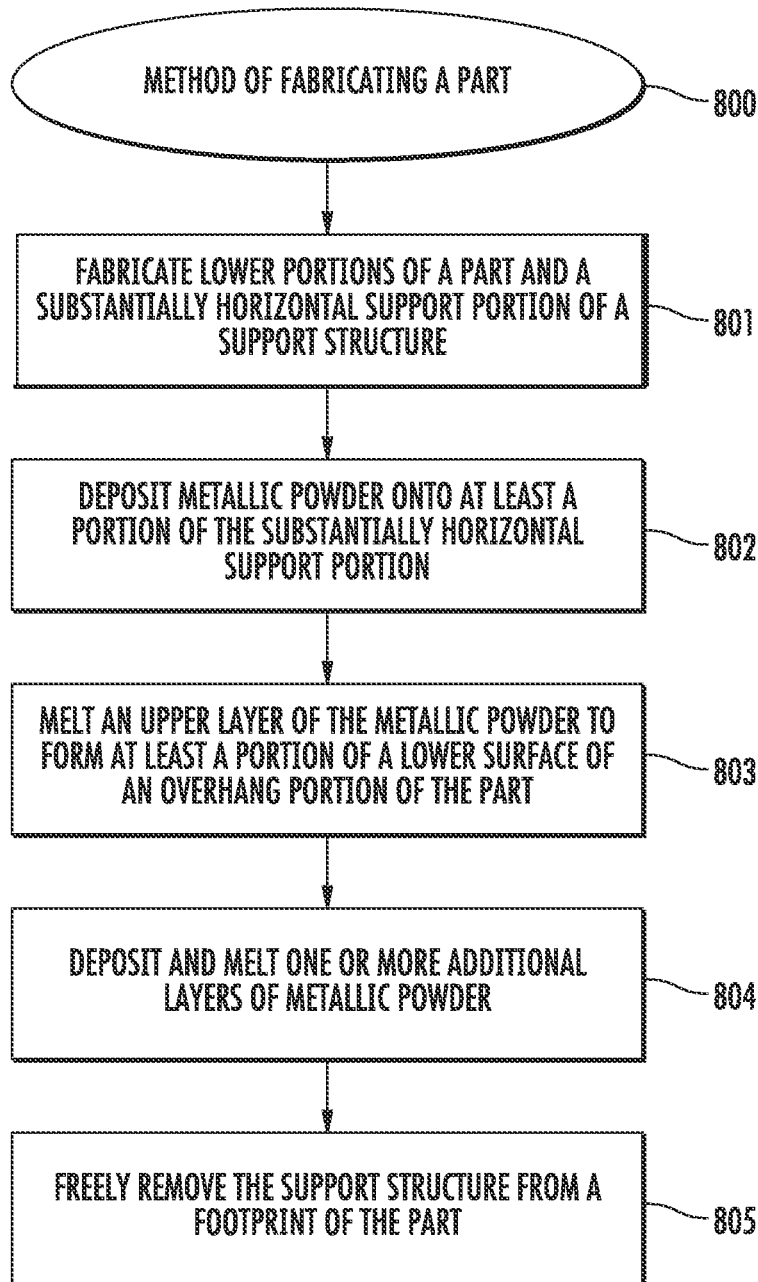 METHOD OF FABRICATING A PART
800
FABRICATE LOWER PORTIONS OF A PART AND A
SUBSTANTIALLY HORIZONTAL SUPPORT PORTION OF A
SUPPORT STRUCTURE
801
DEPOSIT METALLIC POWDER ONTO AT LEAST A
PORTION OF THE SUBSTANTIALLY HORIZONTAL
SUPPORT PORTION
802
MELT AN UPPER LAYER OF THE METALLIC POWDER TO
FORM AT LEAST A PORTION OF A LOWER SURFACE OF
AN OVERHANG PORTION OF THE PART
803
DEPOSIT AND MELT ONE OR MORE ADDITIONAL
LAYERS OF METALLIC POWDER
804
FREELY REMOVE THE SUPPORT STRUCTURE FROM A
FOOTPRINT OF THE PART
805